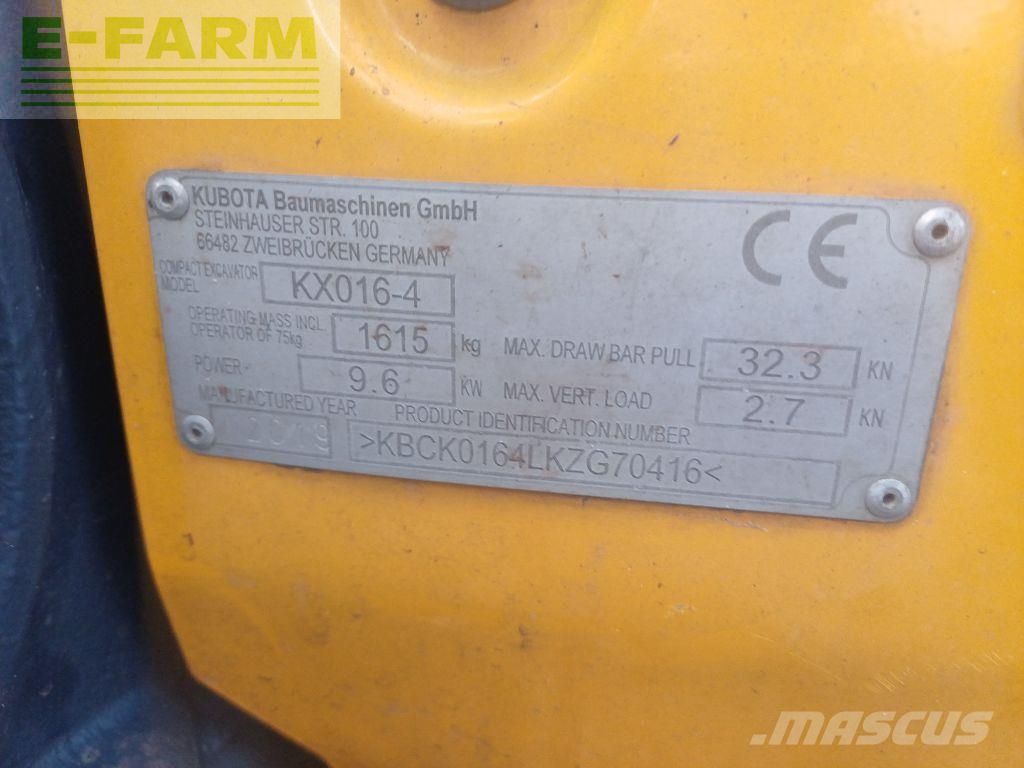 E-FARM
KUBOTA Baumaschinen GmbH
STEINHAUSER STR. 100
66482 ZWEIBRÜCKEN GERMANY
CE
COMPACT EXCAVATOR
MODEL
KX016-4
OPERATING MASS INCL.
OPERATOR OF 75kg
1615 kg
MAX. DRAW BAR PULL 32.3 KN
POWER 9.6 KW
MAX. VERT. LOAD 2.7 KN
MANUFACTURED YEAR
2019
PRODUCT IDENTIFICATION NUMBER
>KBCK0164LKZG70416<
MASCUS